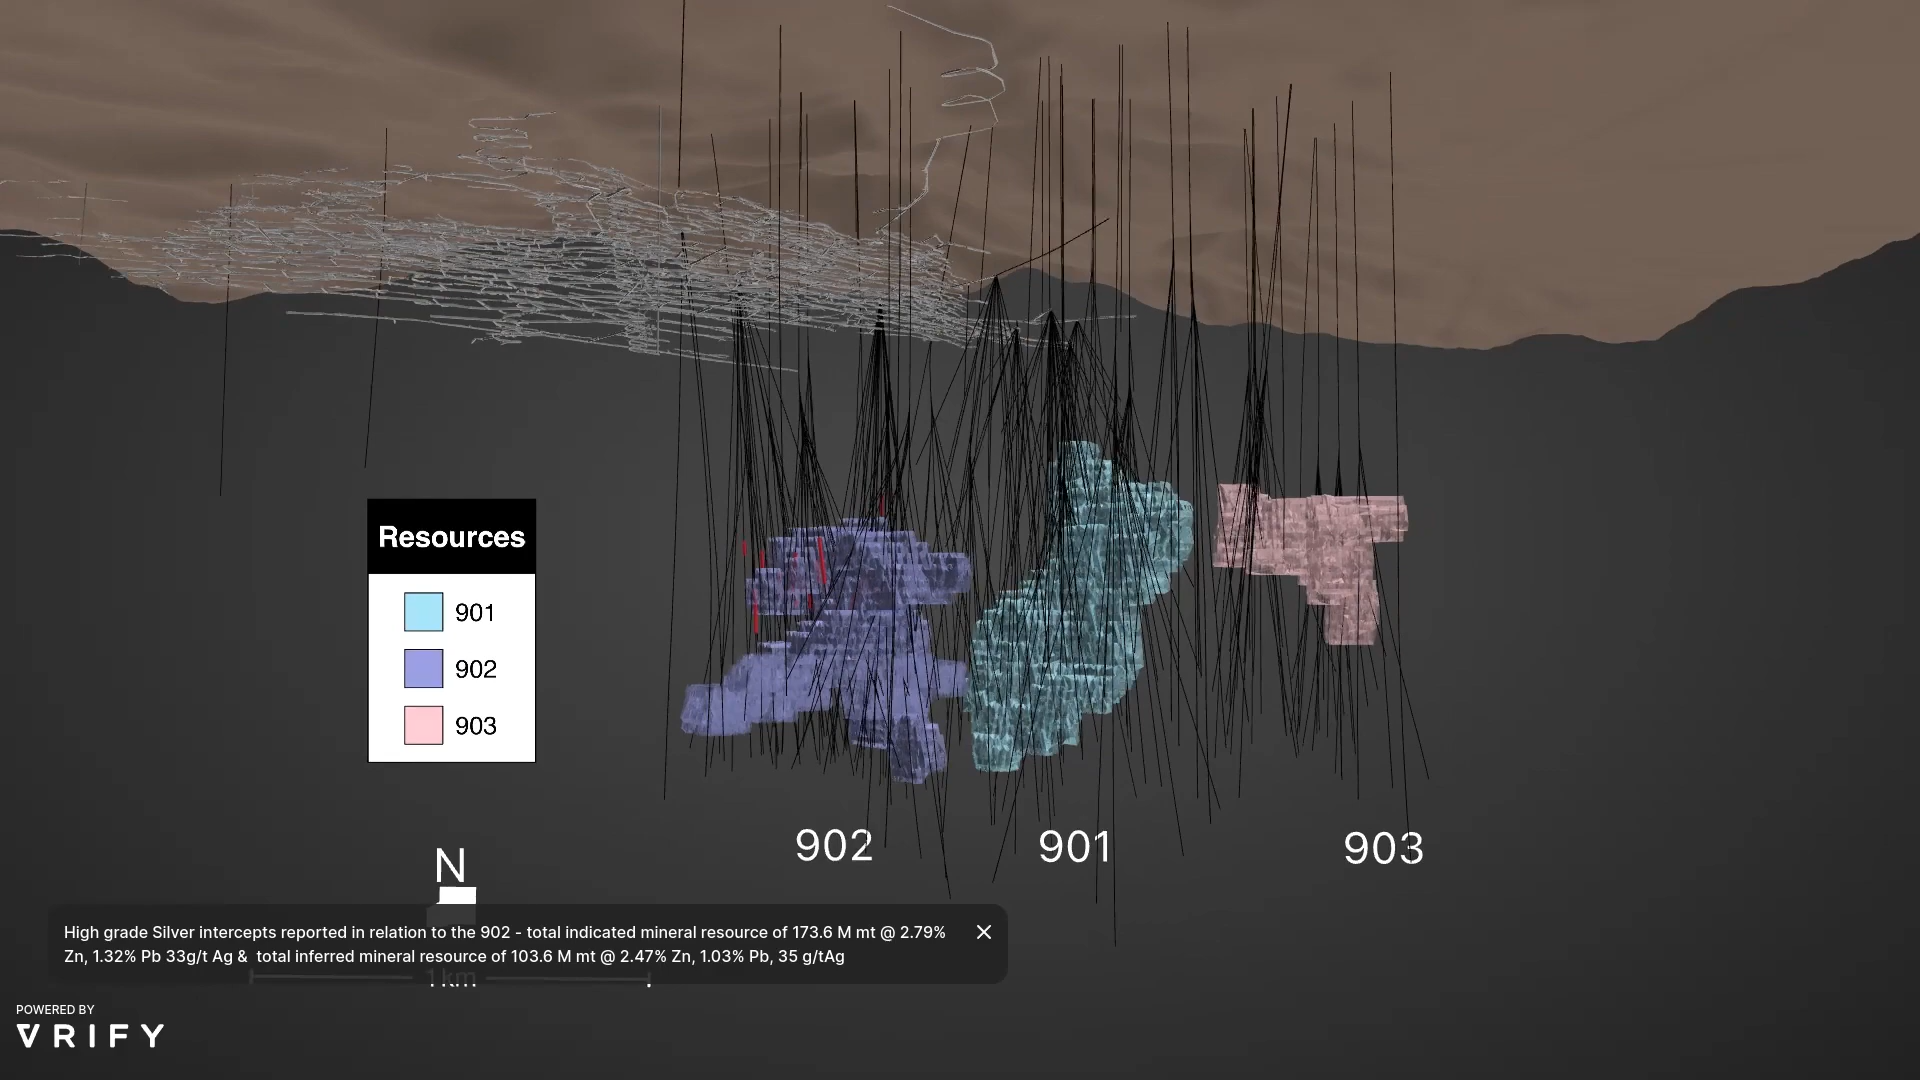 Resources
901
902
903
902
901
903
N
High grade Silver intercepts reported in relation to the 902 - total indicated mineral resource of 173.6 M mt @ 2.79%
Zn, 1.32% Pb 33g/t Ag &  total inferred mineral resource of 103.6 M mt @ 2.47% Zn, 1.03% Pb, 35 g/tAg
1km
POWERED BY
VRIFY